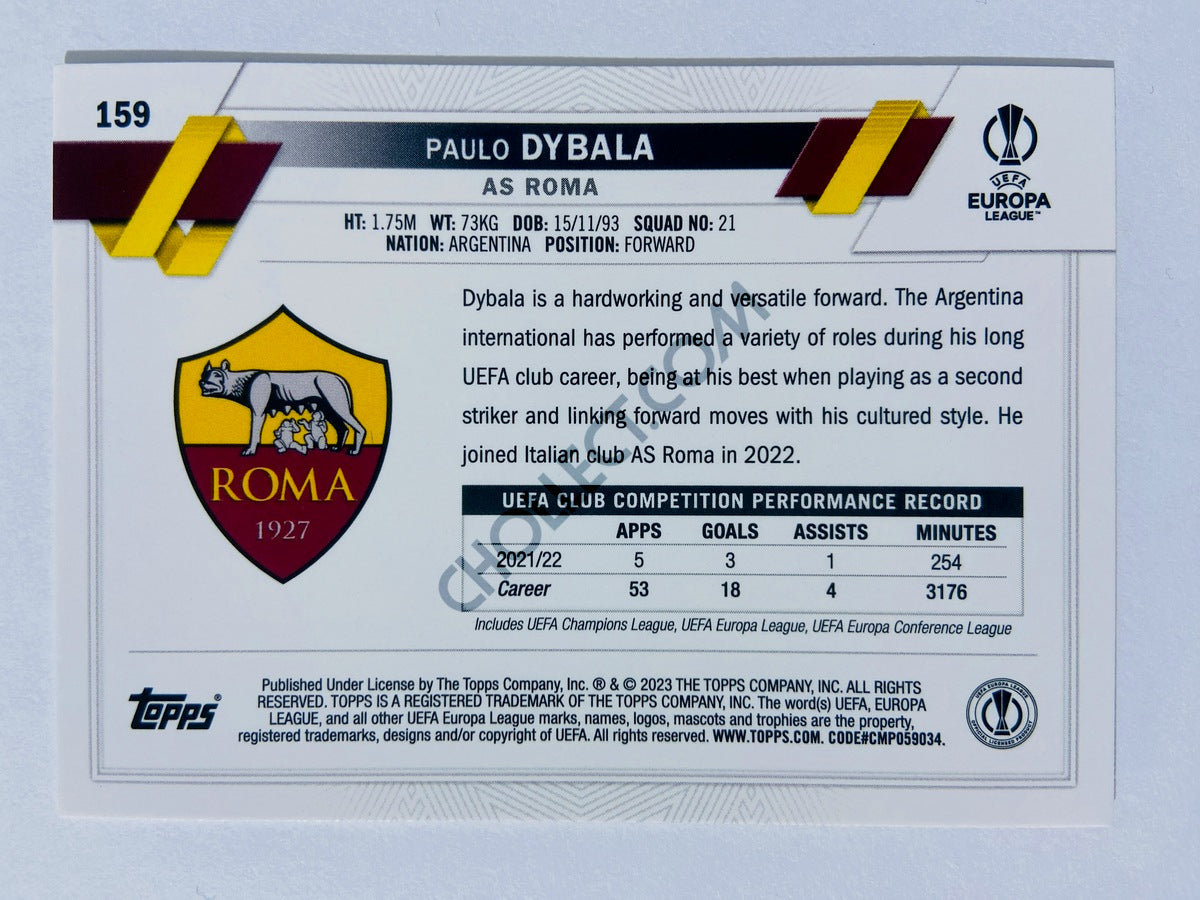 159
PAULO DYBALA
AS ROMA
HT: 1.75M WT: 73KG DOB: 15/11/93 SQUAD NO: 21
NATION: ARGENTINA POSITION: FORWARD
UEFA
EUROPA
LEAGUE™
Dybala is a hardworking and versatile forward. The Argentina
international has performed a variety of roles during his long
UEFA club career, being at his best when playing as a second
striker and linking forward moves with his cultured style. He
joined Italian club AS Roma in 2022.
ROMA
1927
UEFA CLUB COMPETITION PERFORMANCE RECORD
APPS GOALS ASSISTS MINUTES
2021/22 5 3 1 254
Career 53 18 4 3176
Includes UEFA Champions League, UEFA Europa League, UEFA Europa Conference League
CHOLLECT.COM
Topps®
Published Under License by The Topps Company, Inc. ® & © 2023 THE TOPPS COMPANY, INC. ALL RIGHTS
RESERVED. TOPPS IS A REGISTERED TRADEMARK OF THE TOPPS COMPANY, INC. The word(s) UEFA, EUROPA
LEAGUE, and all other UEFA Europa League marks, names, logos, mascots and trophies are the property,
registered trademarks, designs and/or copyright of UEFA. All rights reserved. WWW.TOPPS.COM. CODE#CMP059034.
UEFA EUROPA LEAGUE
OFFICIAL LICENSED PRODUCT